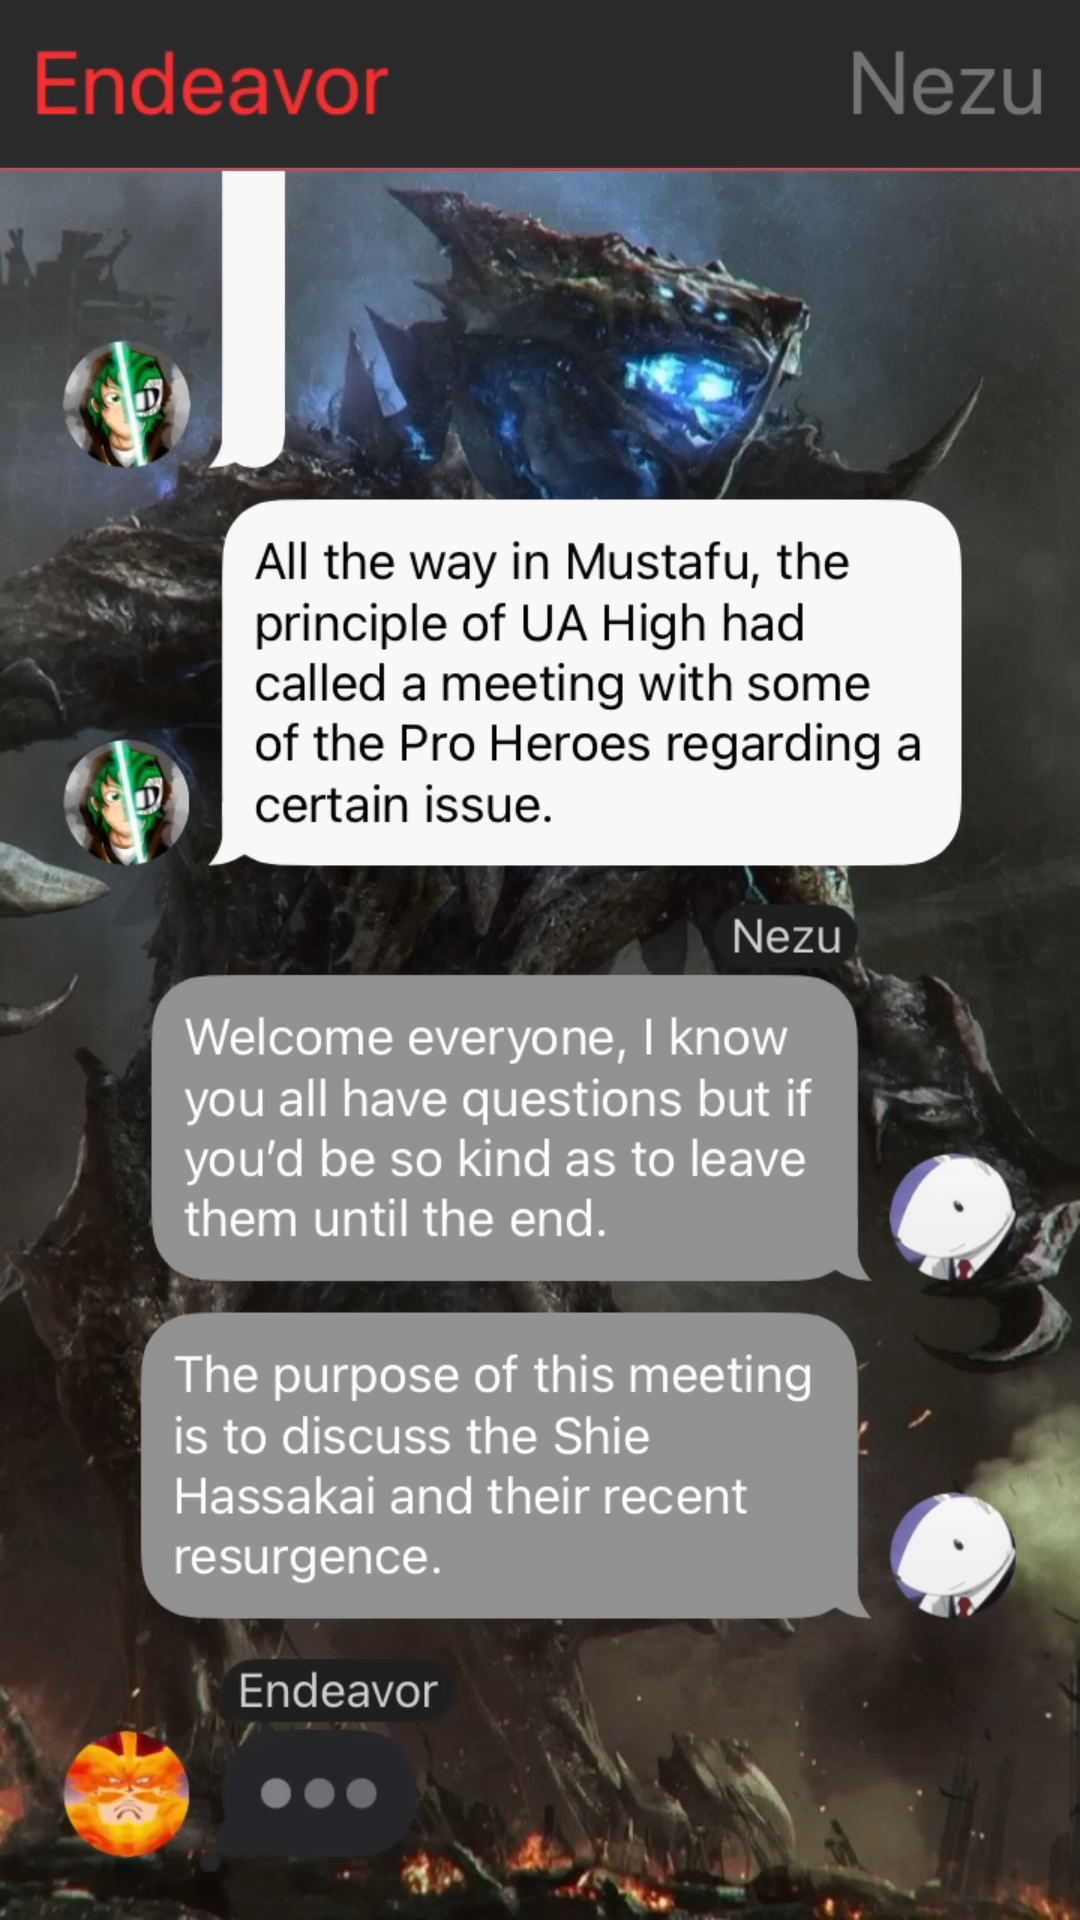 Endeavor
Nezu
All the way in Mustafu, the
principle of UA High had
called a meeting with some
of the Pro Heroes regarding a
certain issue.
Nezu
Welcome everyone, I know
you all have questions but if
you’d be so kind as to leave
them until the end.
The purpose of this meeting
is to discuss the Shie
Hassakai and their recent
resurgence.
Endeavor